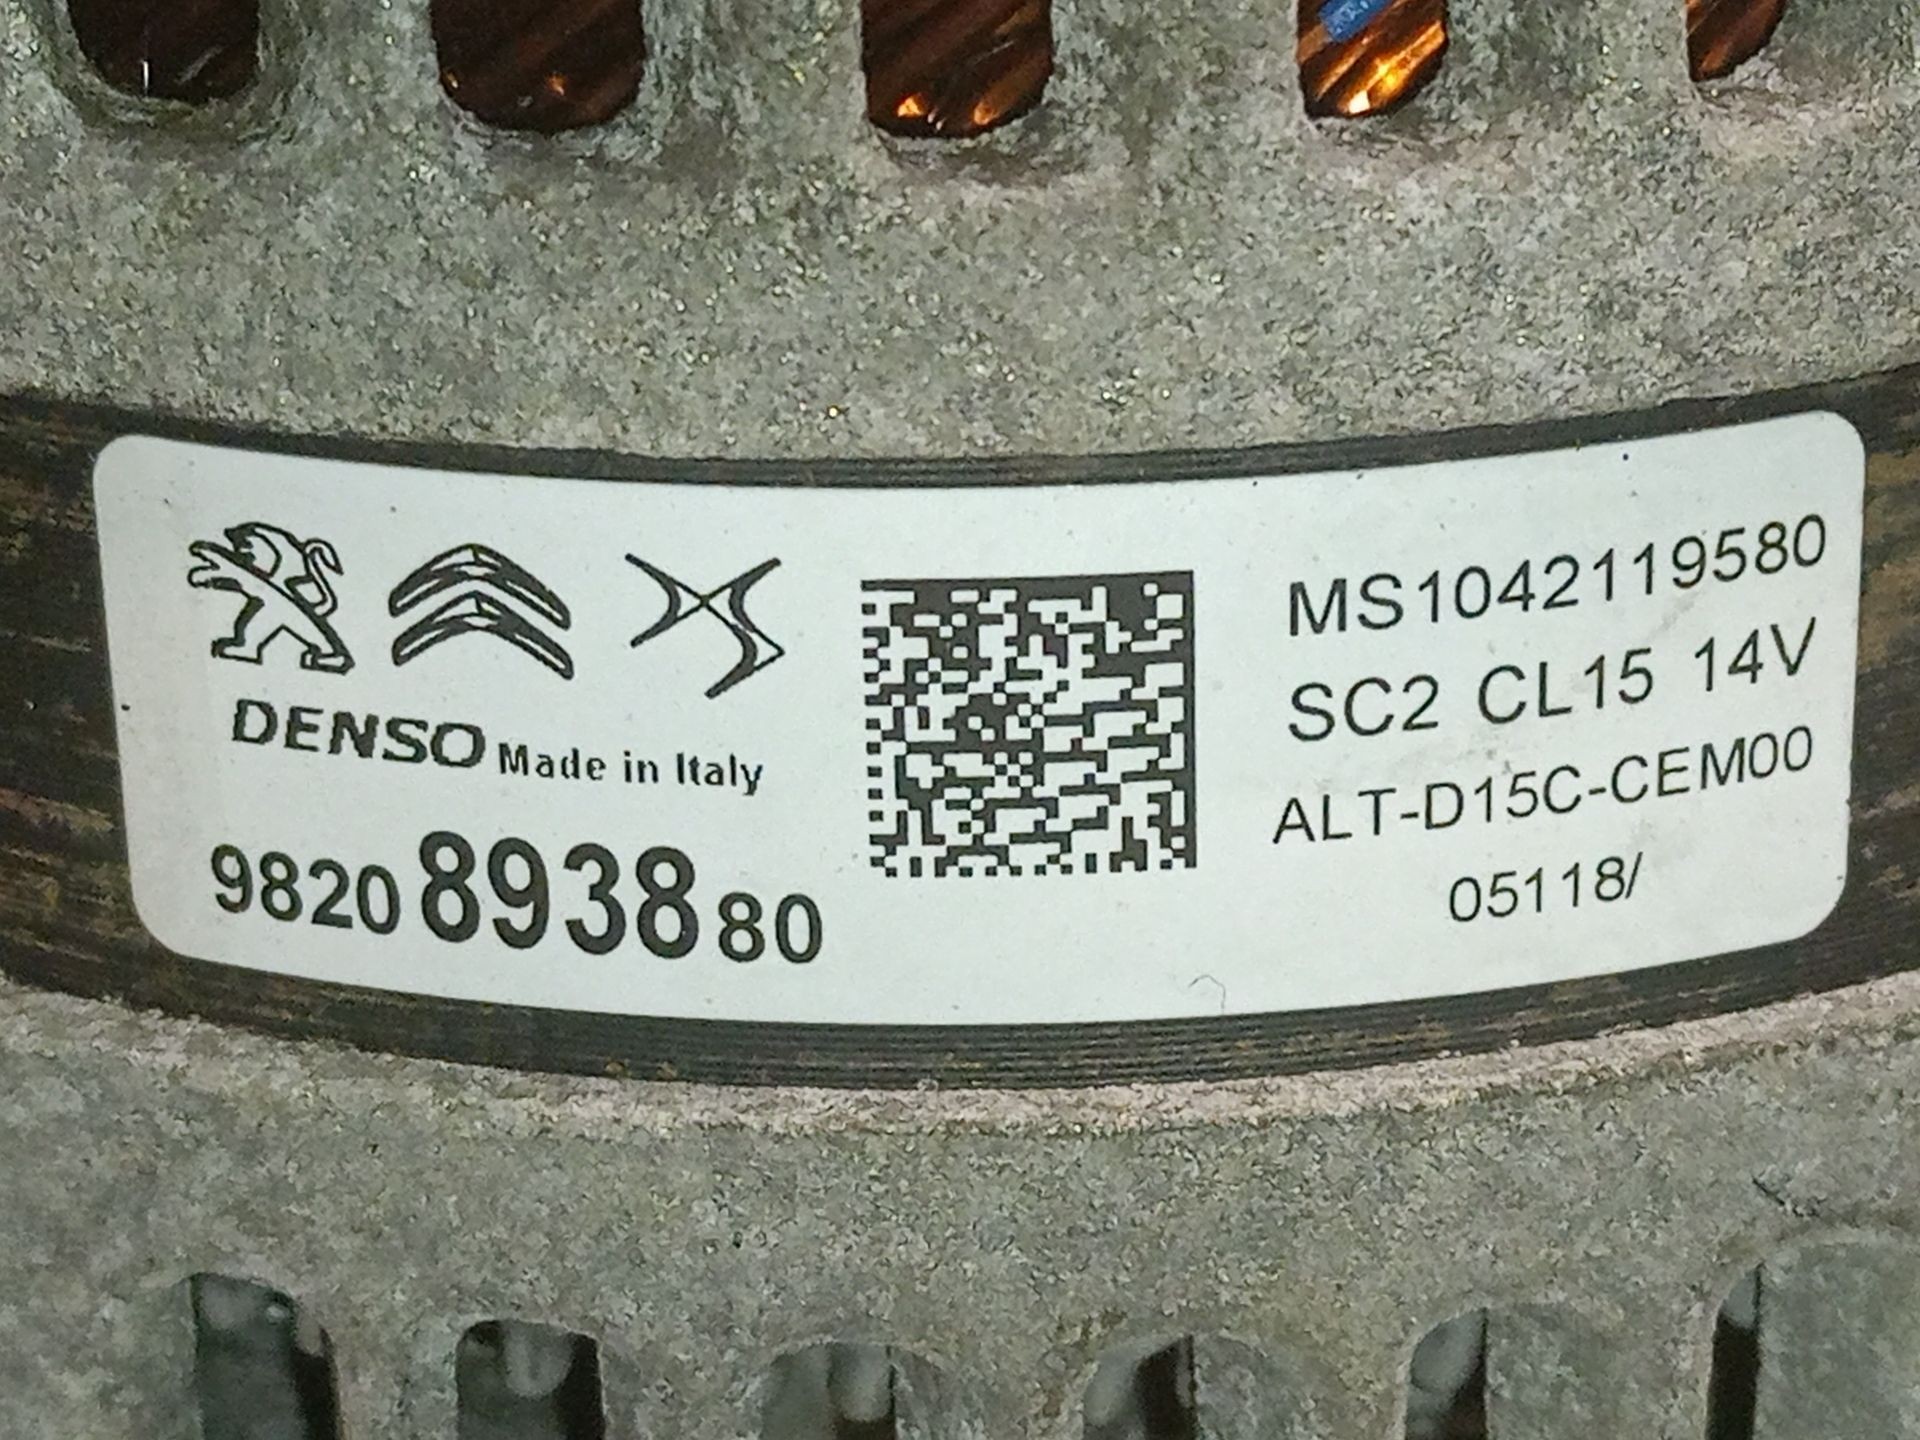 DENSO Made in Italy
9820893880
MS1042119580
SC2 CL15 14V
ALT-D15C-CEM00
05118/